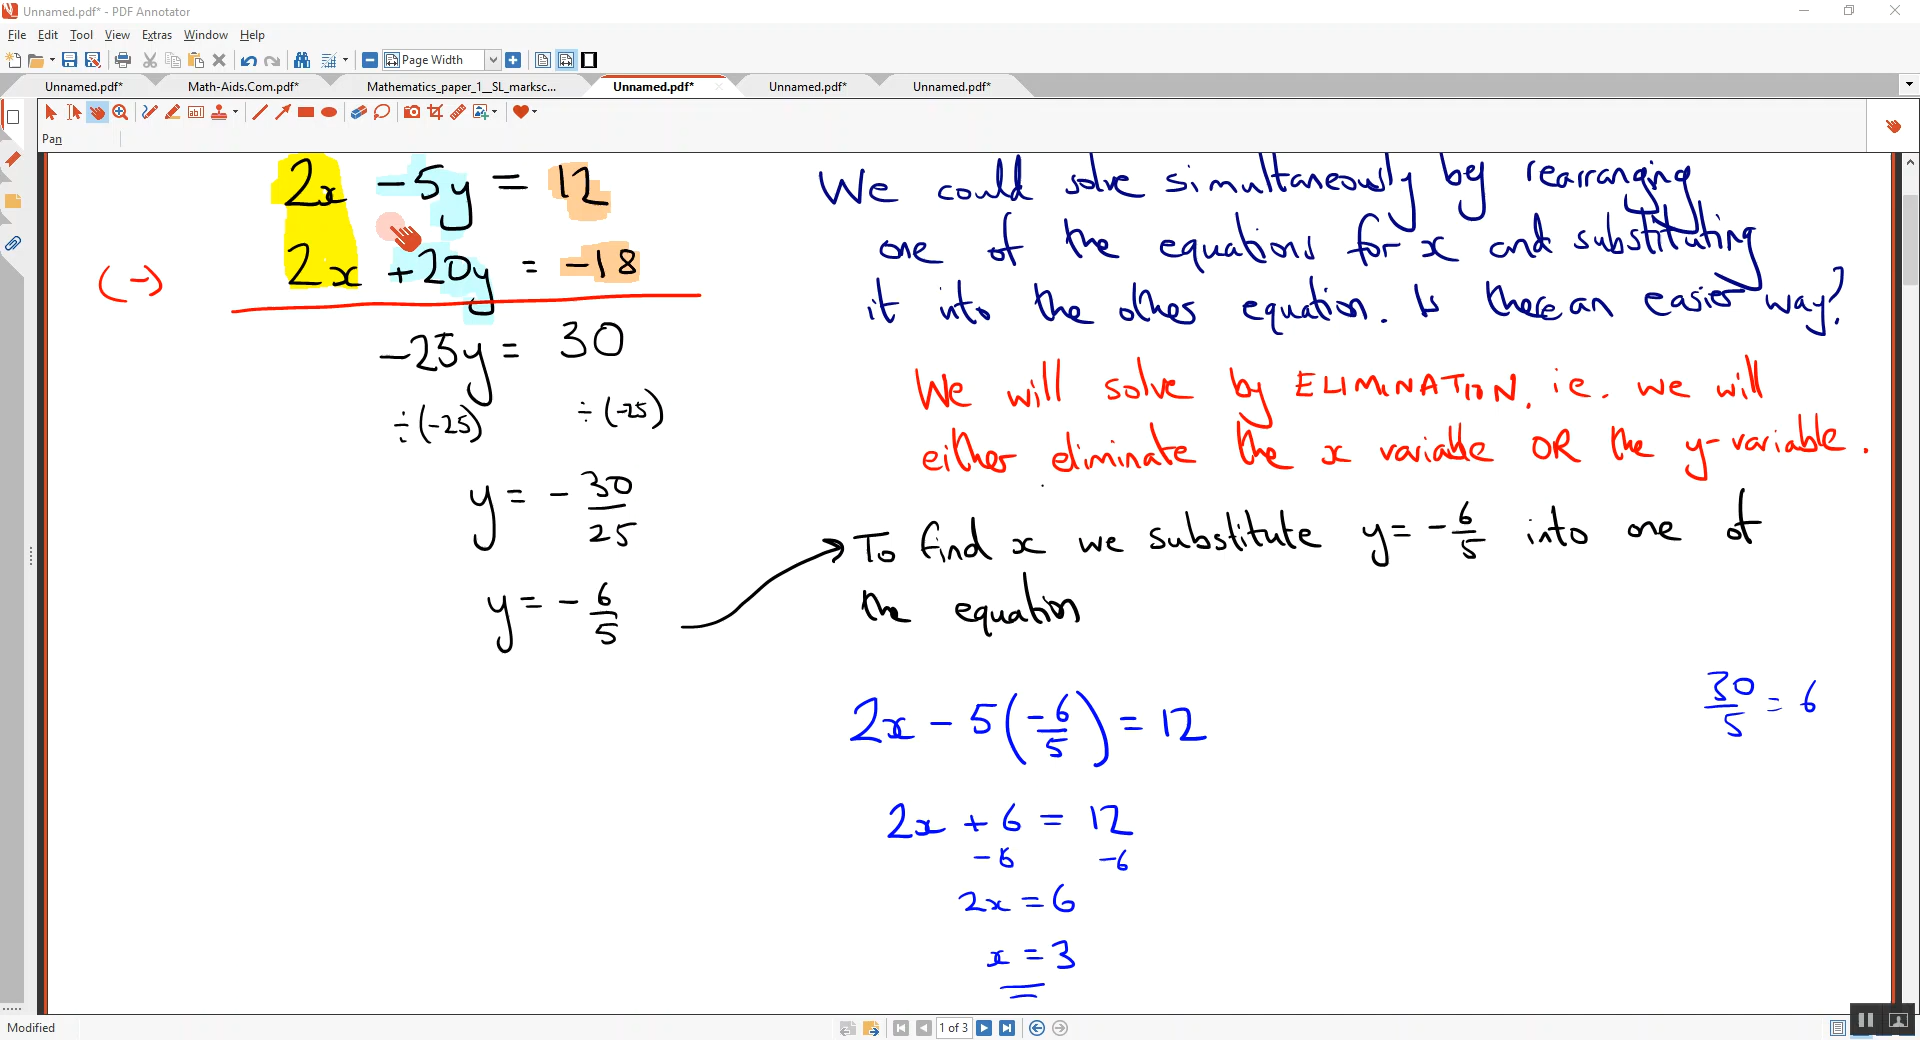 Unnamed.pdf* - PDF Annotator
File Edit Tool View Extras Window Help
Page Width
Unnamed.pdf* Math-Aids.Com.pdf* Mathematics_paper_1__SL_marksc... Unnamed.pdf* Unnamed.pdf* Unnamed.pdf*
Pan
2x - 5y = 12
(-) 2x + 20y = -18
-25y = 30
÷(-25) ÷(-25)
y = - 30/25
y = - 6/5
We could solve simultaneously by rearranging
one of the equations for x and substituting
it into the other equation. Is there an easier way?
We will solve by ELIMINATION. ie. we will
either eliminate the x variable OR the y-variable.
To find x we substitute y = - 6/5 into one of
the equation
2x - 5(-6/5) = 12
30/5 = 6
2x + 6 = 12
-6 -6
2x = 6
x = 3
Modified 1 of 3